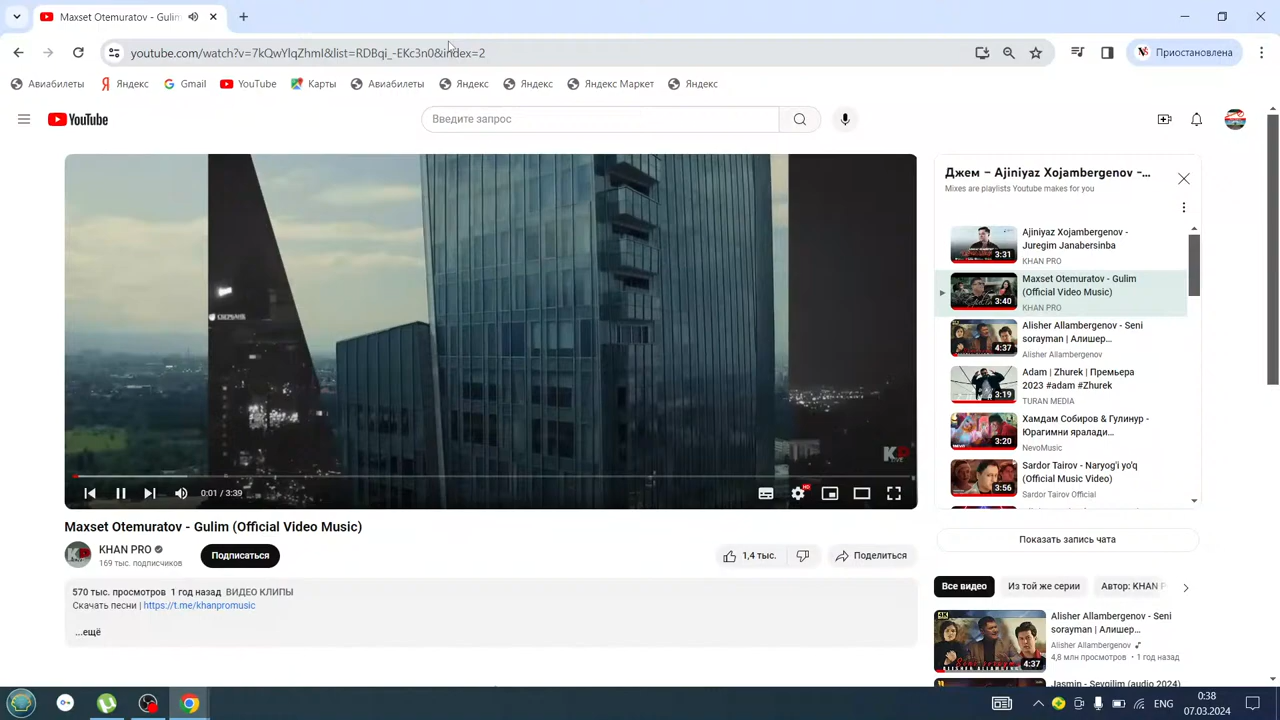 Maxset Otemuratov - Gulim
youtube.com/watch?v=7kQwYlqZhmI&list=RDBqj_-EKc3n0&index=2
Приостановлена
Авиабилеты
Яндекс
Gmail
YouTube
Карты
Авиабилеты
Яндекс
Яндекс
Яндекс Маркет
Яндекс
YouTube
Введите запрос
Джем – Ajiniyaz Xojambergenov -...
Mixes are playlists Youtube makes for you
Ajiniyaz Xojambergenov -
Juregim Janabersinba
3:31
KHAN PRO
Maxset Otemuratov - Gulim
(Official Video Music)
3:40
KHAN PRO
Alisher Allambergenov - Seni
sorayman | Алишер...
4:37
Alisher Allambergenov
Adam | Zhurek | Премьера
2023 #adam #Zhurek
3:19
TURAN MEDIA
Хамдам Собиров & Гулинур -
Юрагимни яралади...
3:20
NevoMusic
Sardor Tairov - Naryog'i yo'q
(Official Music Video)
3:56
Sardor Tairov Official
0:01 / 3:39
HD
Maxset Otemuratov - Gulim (Official Video Music)
KHAN PRO
169 тыс. подписчиков
Подписаться
1,4 тыс.
Поделиться
570 тыс. просмотров 1 год назад ВИДЕО КЛИПЫ
Скачать песни | https://t.me/khanpromusic
...ещё
Показать запись чата
Все видео
Из той же серии
Автор: KHAN P
Alisher Allambergenov - Seni
sorayman | Алишер...
4K
4:37
Alisher Allambergenov
4,8 млн просмотров • 1 год назад
Jasmin - Sevgilim (audio 2024)
ENG
0:38
07.03.2024